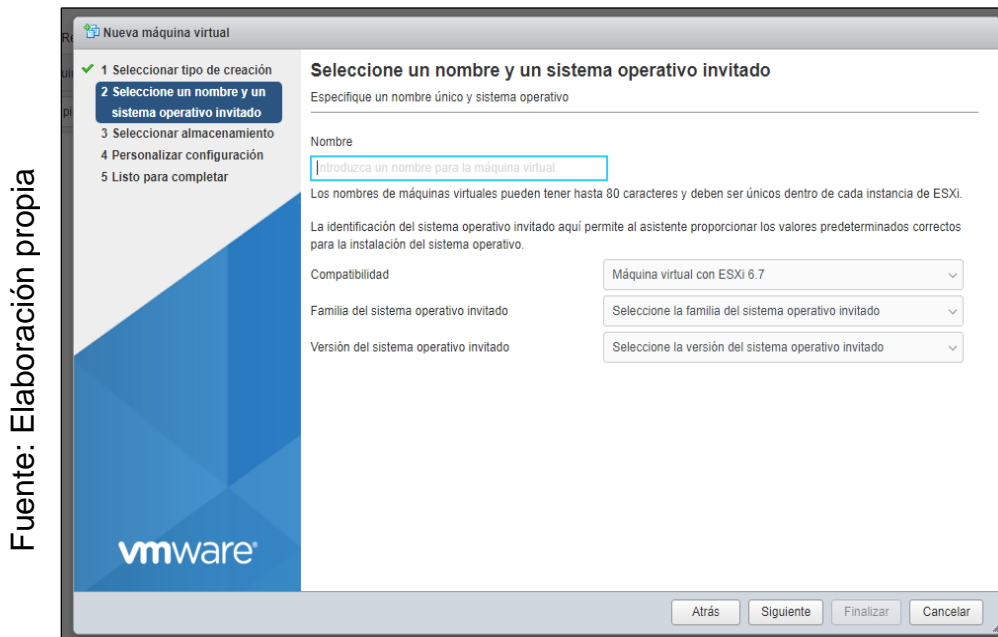 Fuente: Elaboración propia
Nueva máquina virtual
1 Seleccionar tipo de creación
2 Seleccione un nombre y un
sistema operativo invitado
3 Seleccionar almacenamiento
4 Personalizar configuración
5 Listo para completar
Seleccione un nombre y un sistema operativo invitado
Especifique un nombre único y sistema operativo
Nombre
Introduzca un nombre para la máquina virtual.
Los nombres de máquinas virtuales pueden tener hasta 80 caracteres y deben ser únicos dentro de cada instancia de ESXi.
La identificación del sistema operativo invitado aquí permite al asistente proporcionar los valores predeterminados correctos
para la instalación del sistema operativo.
Compatibilidad
Máquina virtual con ESXi 6.7
Familia del sistema operativo invitado
Seleccione la familia del sistema operativo invitado
Versión del sistema operativo invitado
Seleccione la versión del sistema operativo invitado
vmware®
Atrás
Siguiente
Finalizar
Cancelar